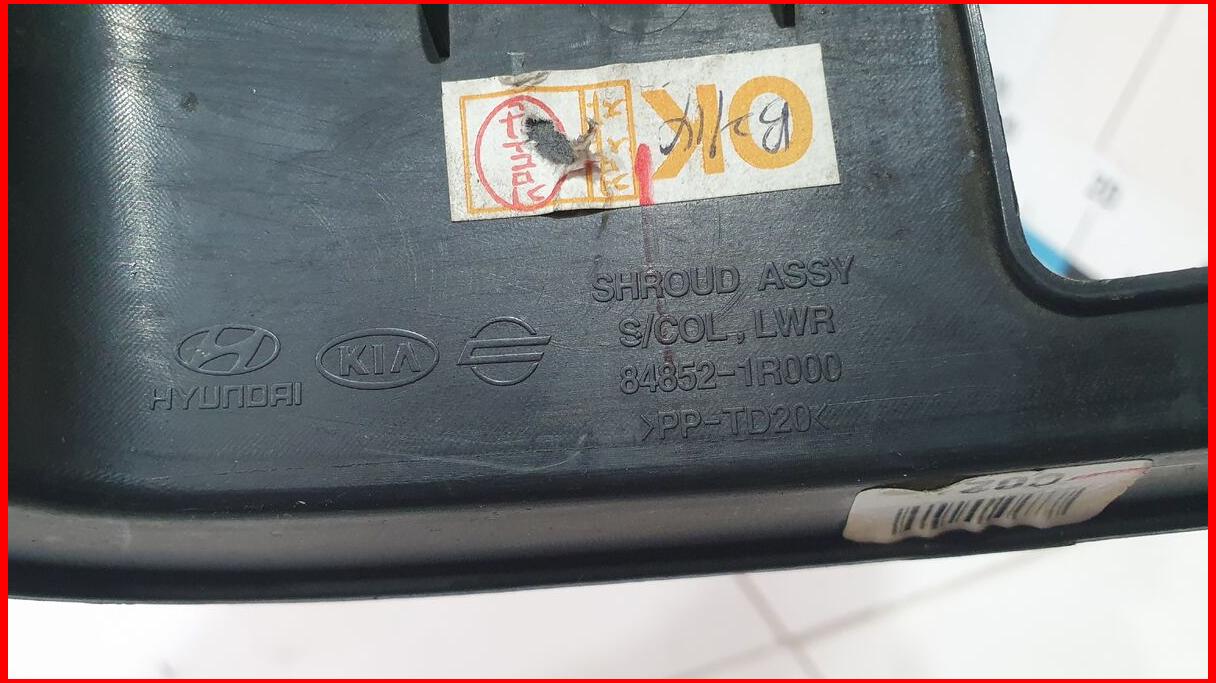 OK
SHROUD ASSY
S/COL, LWR
84852-1R000
>PP-TD20<
HYUNDAI
KIA